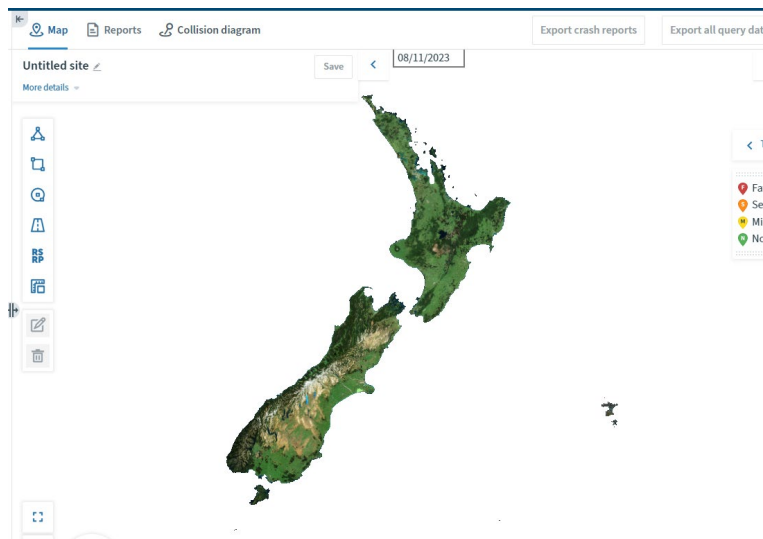 Map Reports Collision diagram Export crash reports Export all query dat
Untitled site Save 08/11/2023
More details
RS
RP
F Fa
S Se
M Mi
N No